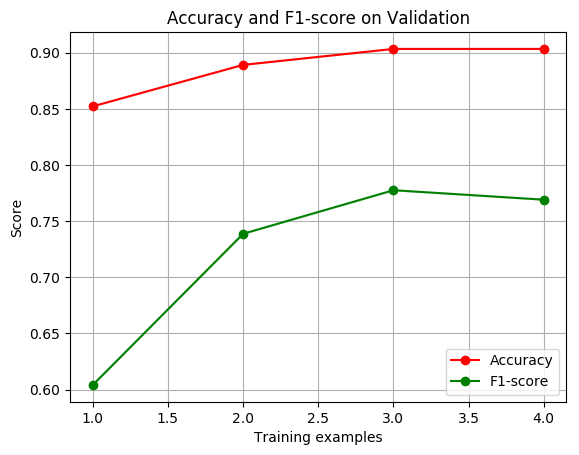 Accuracy and F1-score on Validation
Score
0.90
0.85
0.80
0.75
0.70
0.65
0.60
1.0 1.5 2.0 2.5 3.0 3.5 4.0
Training examples
Accuracy
F1-score